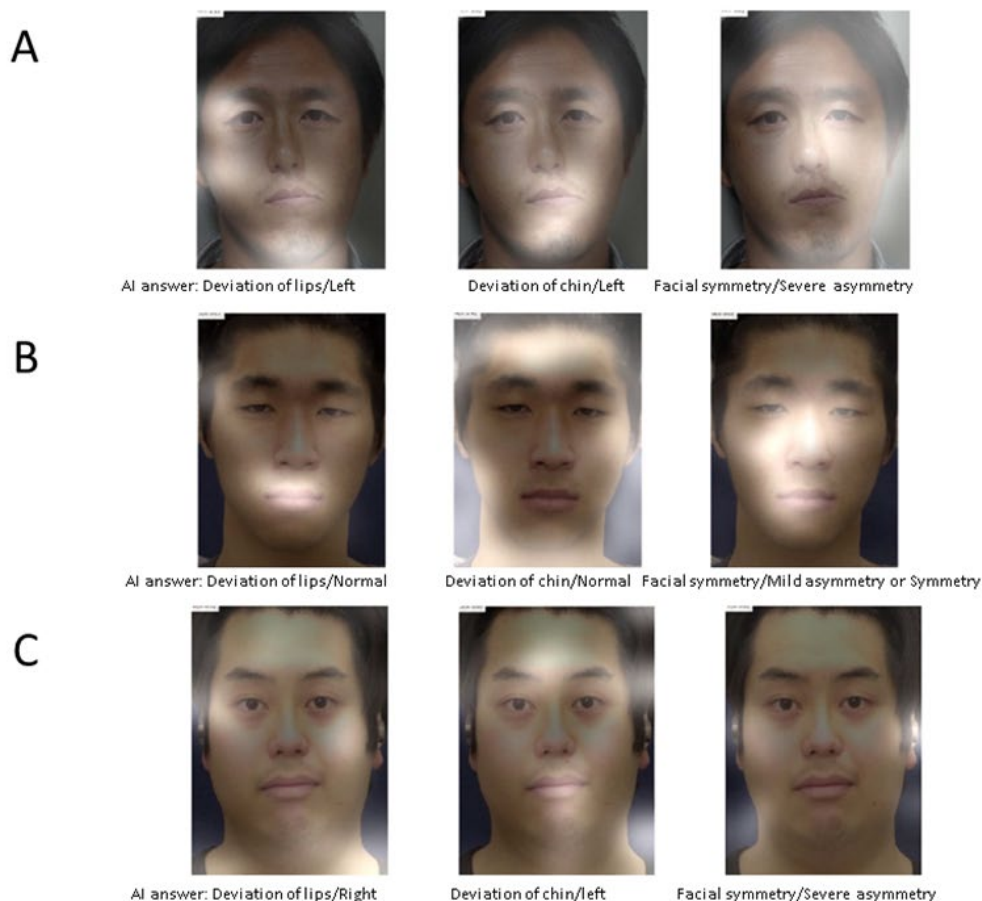 A
AI answer: Deviation of lips/Left
Deviation of chin/Left
Facial symmetry/Severe asymmetry
B
AI answer: Deviation of lips/Normal
Deviation of chin/Normal
Facial symmetry/Mild asymmetry or Symmetry
C
AI answer: Deviation of lips/Right
Deviation of chin/left
Facial symmetry/Severe asymmetry